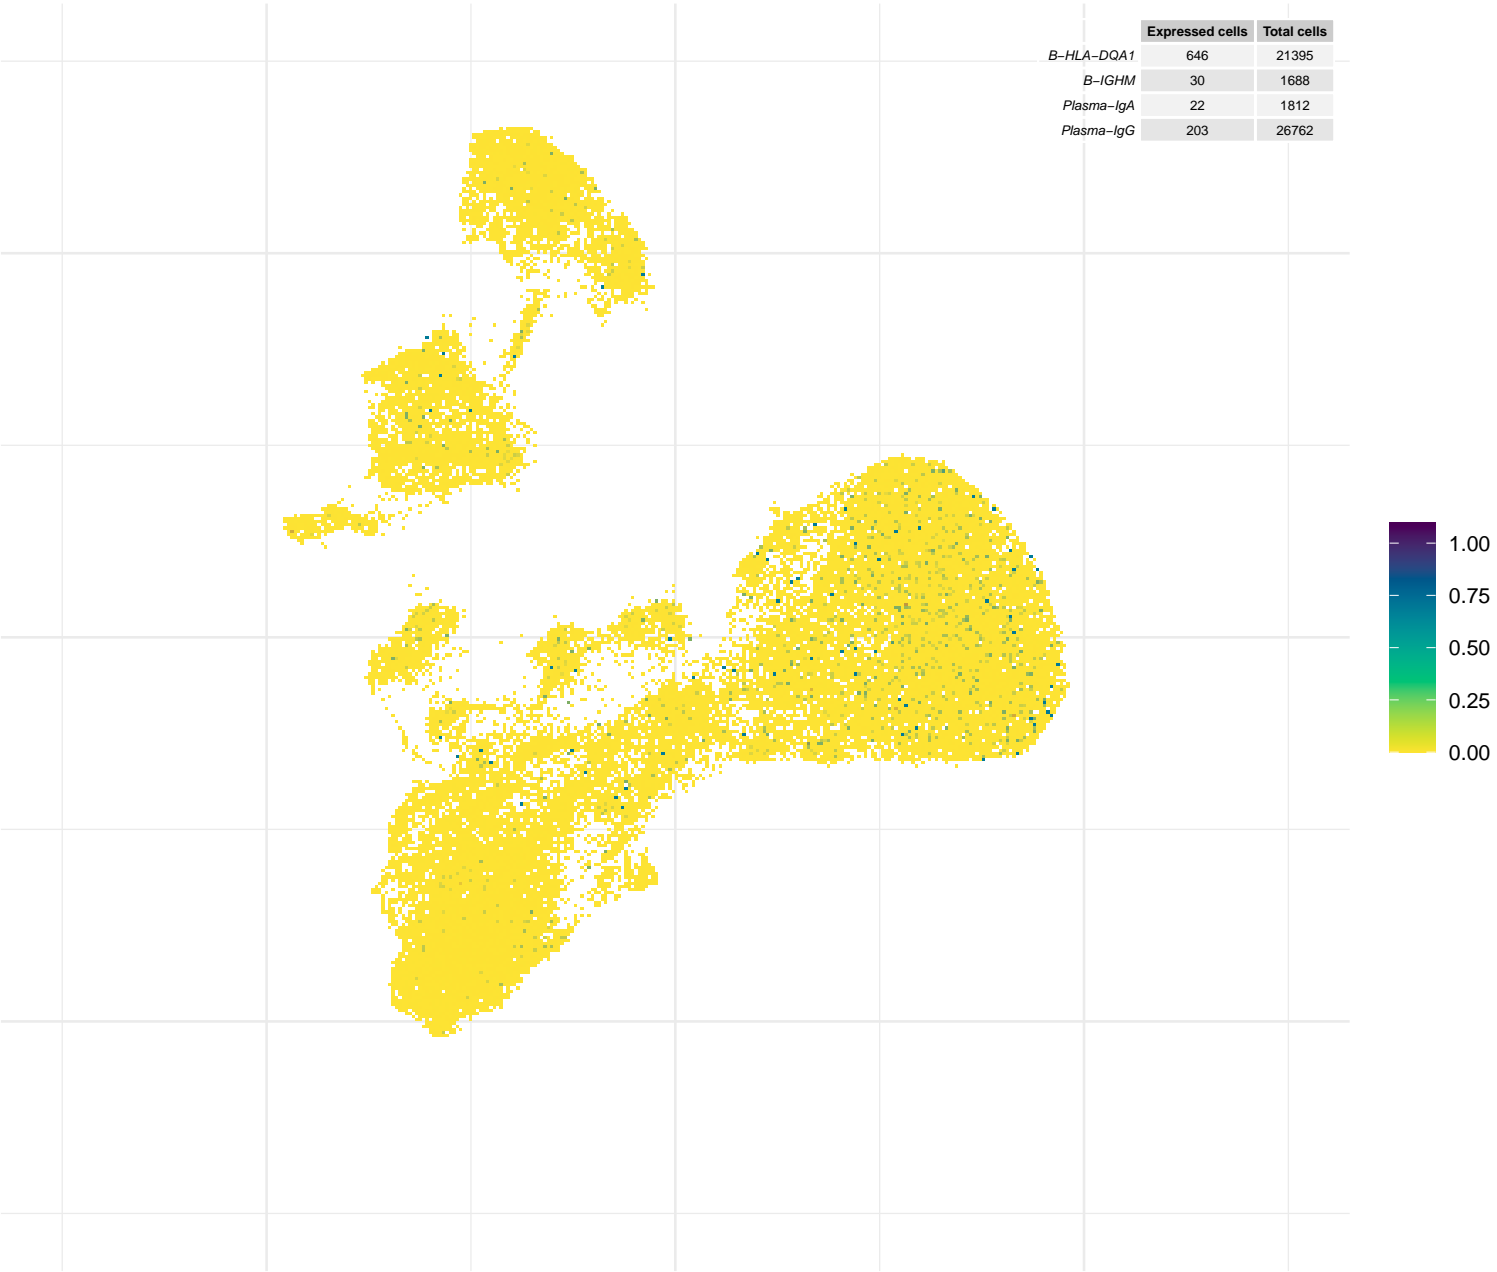 Expressed cells Total cells
B−HLA−DQA1 646 21395
B−IGHM 30 1688
Plasma−IgA 22 1812
Plasma−IgG 203 26762
1.00
0.75
0.50
0.25
0.00